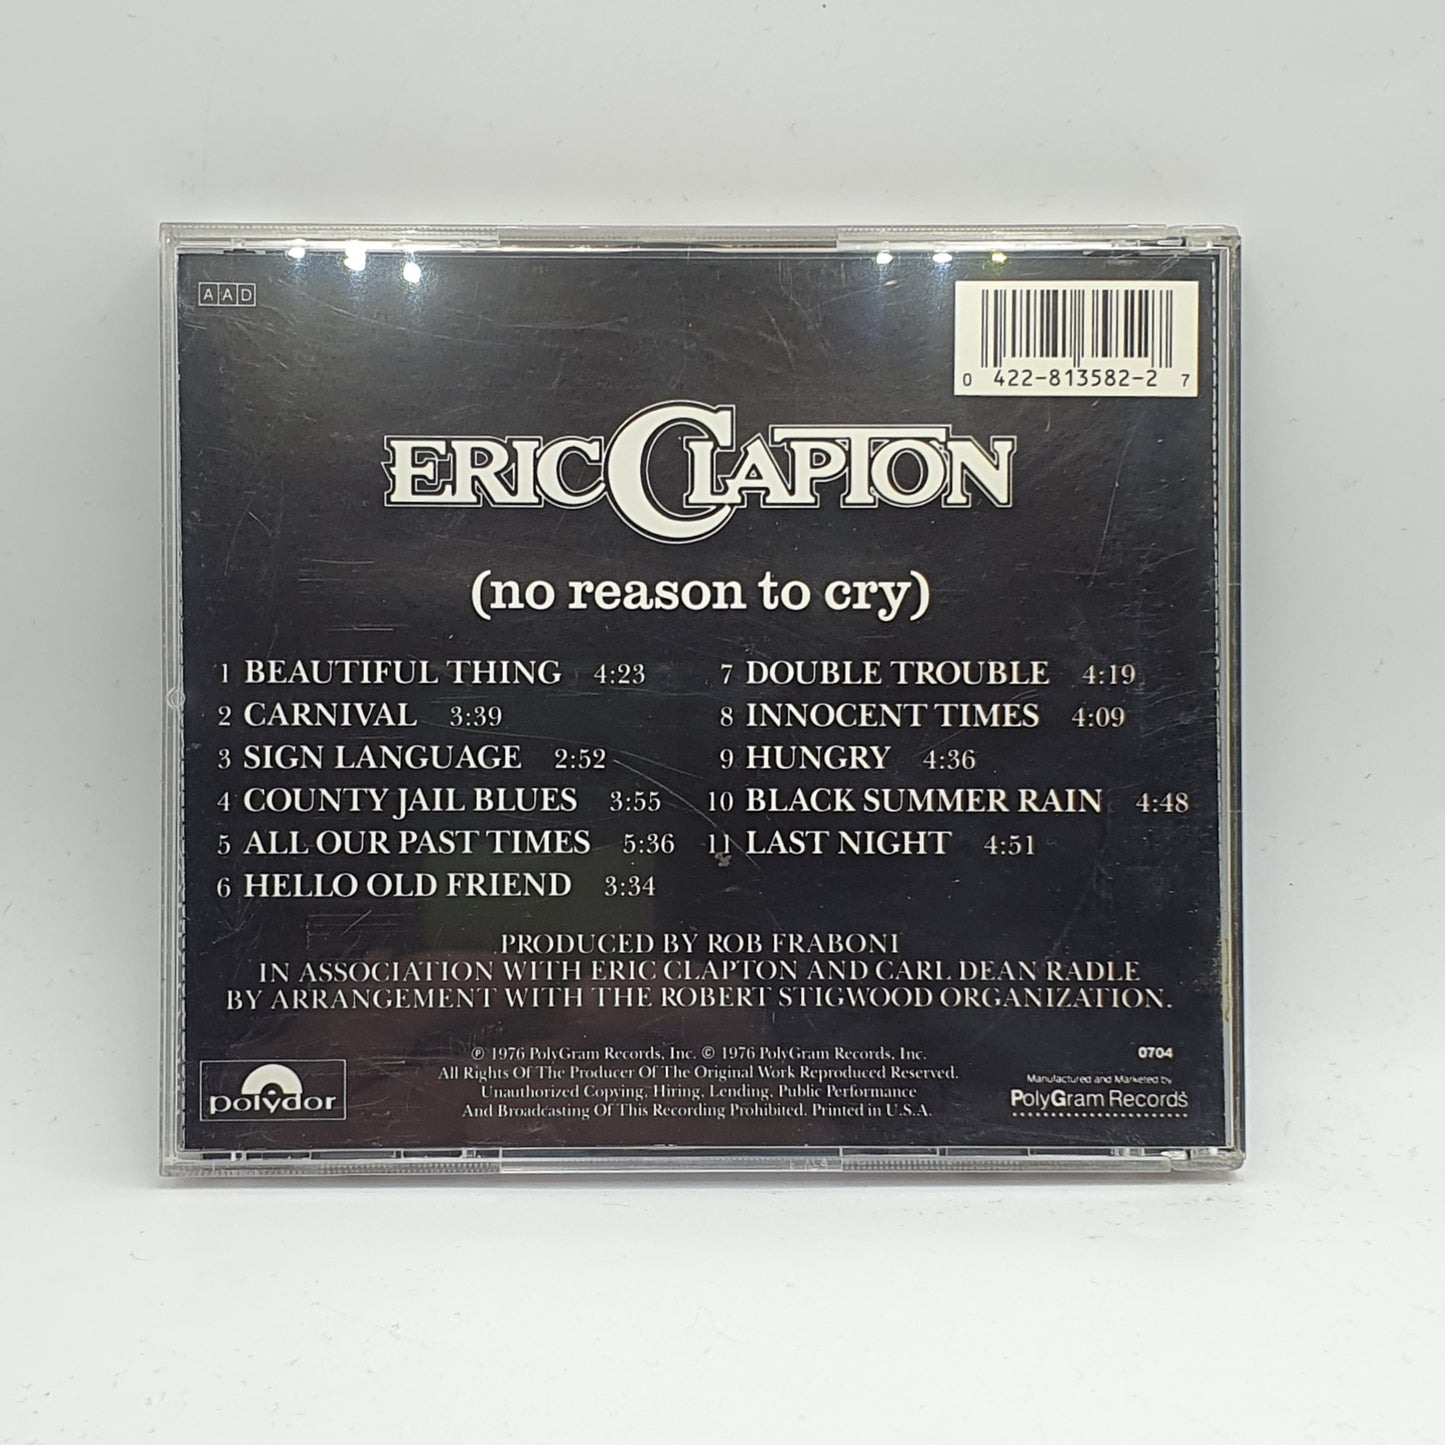 AAD
0 422-813582-2 7
ERIC CLAPTON
(no reason to cry)
1 BEAUTIFUL THING 4:23
2 CARNIVAL 3:39
3 SIGN LANGUAGE 2:52
4 COUNTY JAIL BLUES 3:55
5 ALL OUR PAST TIMES 5:36
6 HELLO OLD FRIEND 3:34
7 DOUBLE TROUBLE 4:19
8 INNOCENT TIMES 4:09
9 HUNGRY 4:36
10 BLACK SUMMER RAIN 4:48
11 LAST NIGHT 4:51
PRODUCED BY ROB FRABONI
IN ASSOCIATION WITH ERIC CLAPTON AND CARL DEAN RADLE
BY ARRANGEMENT WITH THE ROBERT STIGWOOD ORGANIZATION.
℗ 1976 PolyGram Records, Inc. © 1976 PolyGram Records, Inc.
All Rights Of The Producer Of The Original Work Reproduced Reserved.
Unauthorized Copying, Hiring, Lending, Public Performance
And Broadcasting Of This Recording Prohibited. Printed in U.S.A.
polydor
0704
Manufactured and Marketed by
PolyGram Records